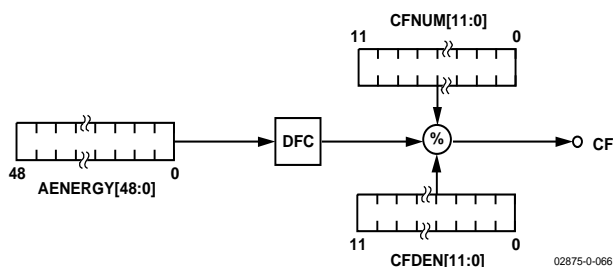 CFNUM[11:0]
11 0
DFC
%
CF
48 0
AENERGY[48:0]
11 0
CFDEN[11:0]
02875-0-066